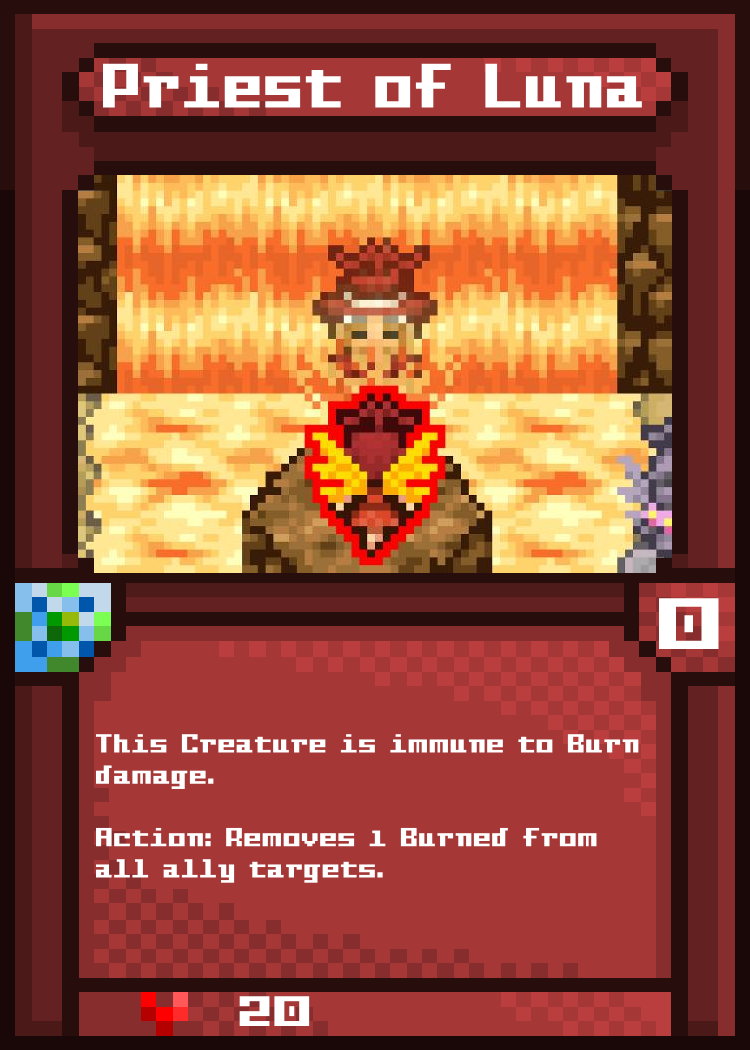 Priest of Luna
0
This Creature is immune to Burn
damage.
Action: Removes 1 Burned from
all ally targets.
20